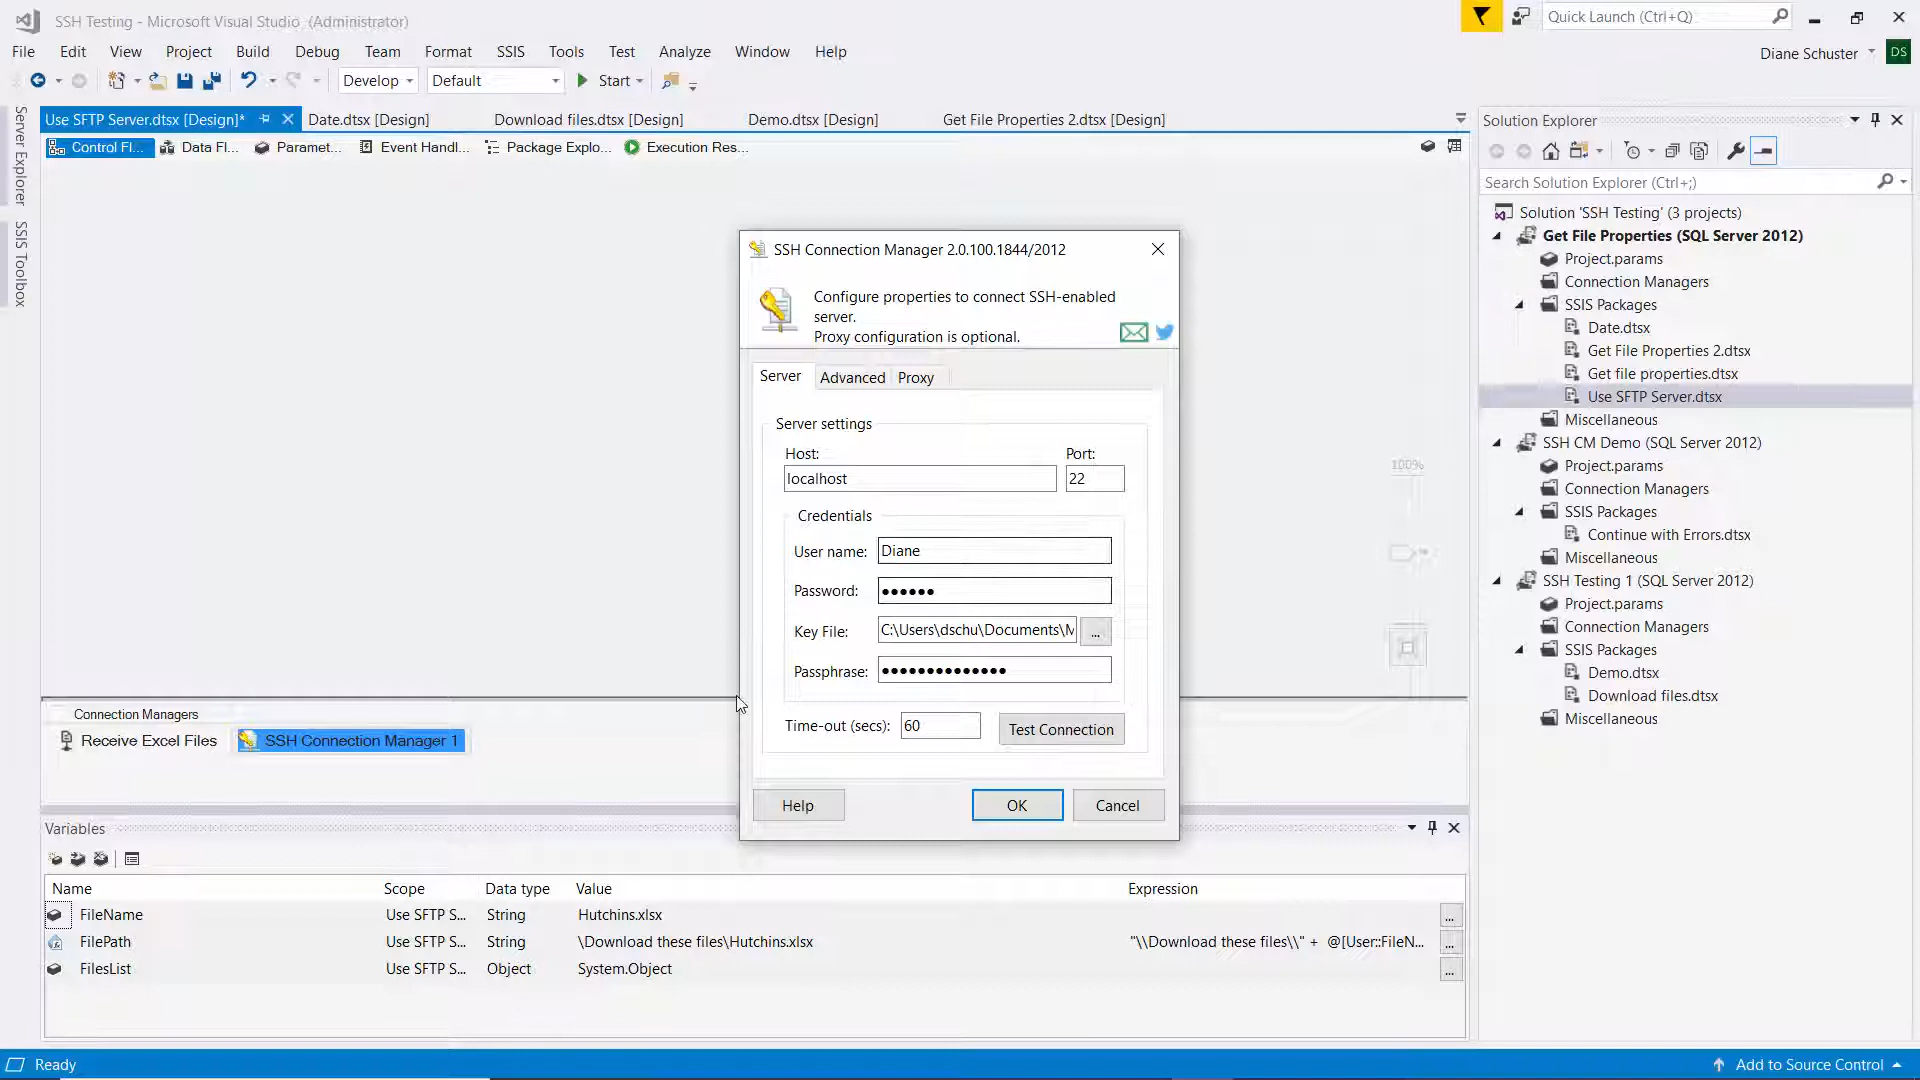 SSH Testing - Microsoft Visual Studio (Administrator)
Quick Launch (Ctrl+Q)
File Edit View Project Build Debug Team Format SSIS Tools Test Analyze Window Help
Diane Schuster DS
Develop Default Start
Server Explorer
SSIS Toolbox
Use SFTP Server.dtsx [Design]* Date.dtsx [Design] Download files.dtsx [Design] Demo.dtsx [Design] Get File Properties 2.dtsx [Design]
Control Fl... Data Fl... Paramet... Event Handl... Package Explo... Execution Res...
SSH Connection Manager 2.0.100.1844/2012
Configure properties to connect SSH-enabled
server.
Proxy configuration is optional.
Server Advanced Proxy
Server settings
Host: Port:
localhost 22
Credentials
User name: Diane
Password: ●●●●●●
Key File: C:\Users\dschu\Documents\M ...
Passphrase: ●●●●●●●●●●●●●●
Time-out (secs): 60 Test Connection
Help OK Cancel
100%
Connection Managers
Receive Excel Files SSH Connection Manager 1
Variables
Name Scope Data type Value Expression
FileName Use SFTP S... String Hutchins.xlsx ...
FilePath Use SFTP S... String \Download these files\Hutchins.xlsx "\\Download these files\\" + @[User::FileN... ...
FilesList Use SFTP S... Object System.Object ...
Solution Explorer
Search Solution Explorer (Ctrl+;)
Solution 'SSH Testing' (3 projects)
Get File Properties (SQL Server 2012)
Project.params
Connection Managers
SSIS Packages
Date.dtsx
Get File Properties 2.dtsx
Get file properties.dtsx
Use SFTP Server.dtsx
Miscellaneous
SSH CM Demo (SQL Server 2012)
Project.params
Connection Managers
SSIS Packages
Continue with Errors.dtsx
Miscellaneous
SSH Testing 1 (SQL Server 2012)
Project.params
Connection Managers
SSIS Packages
Demo.dtsx
Download files.dtsx
Miscellaneous
Ready
Add to Source Control